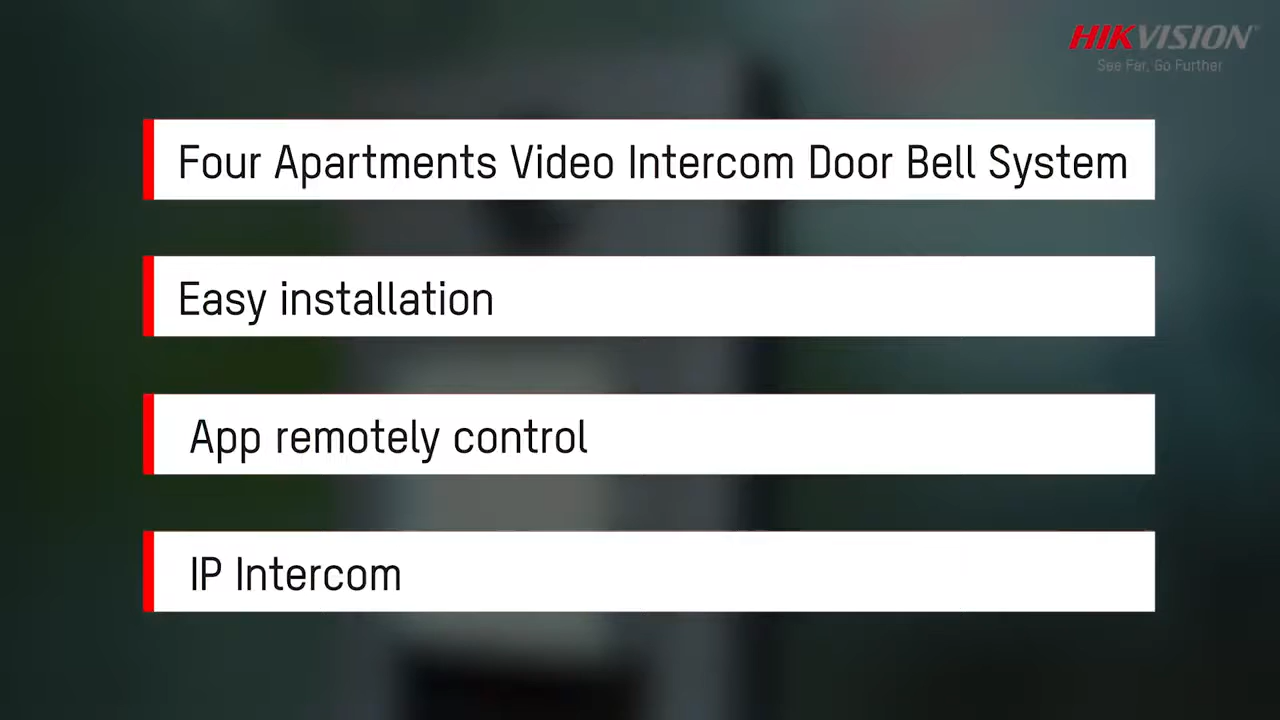 HIKVISION
See Far, Go Further
Four Apartments Video Intercom Door Bell System
Easy installation
App remotely control
IP Intercom